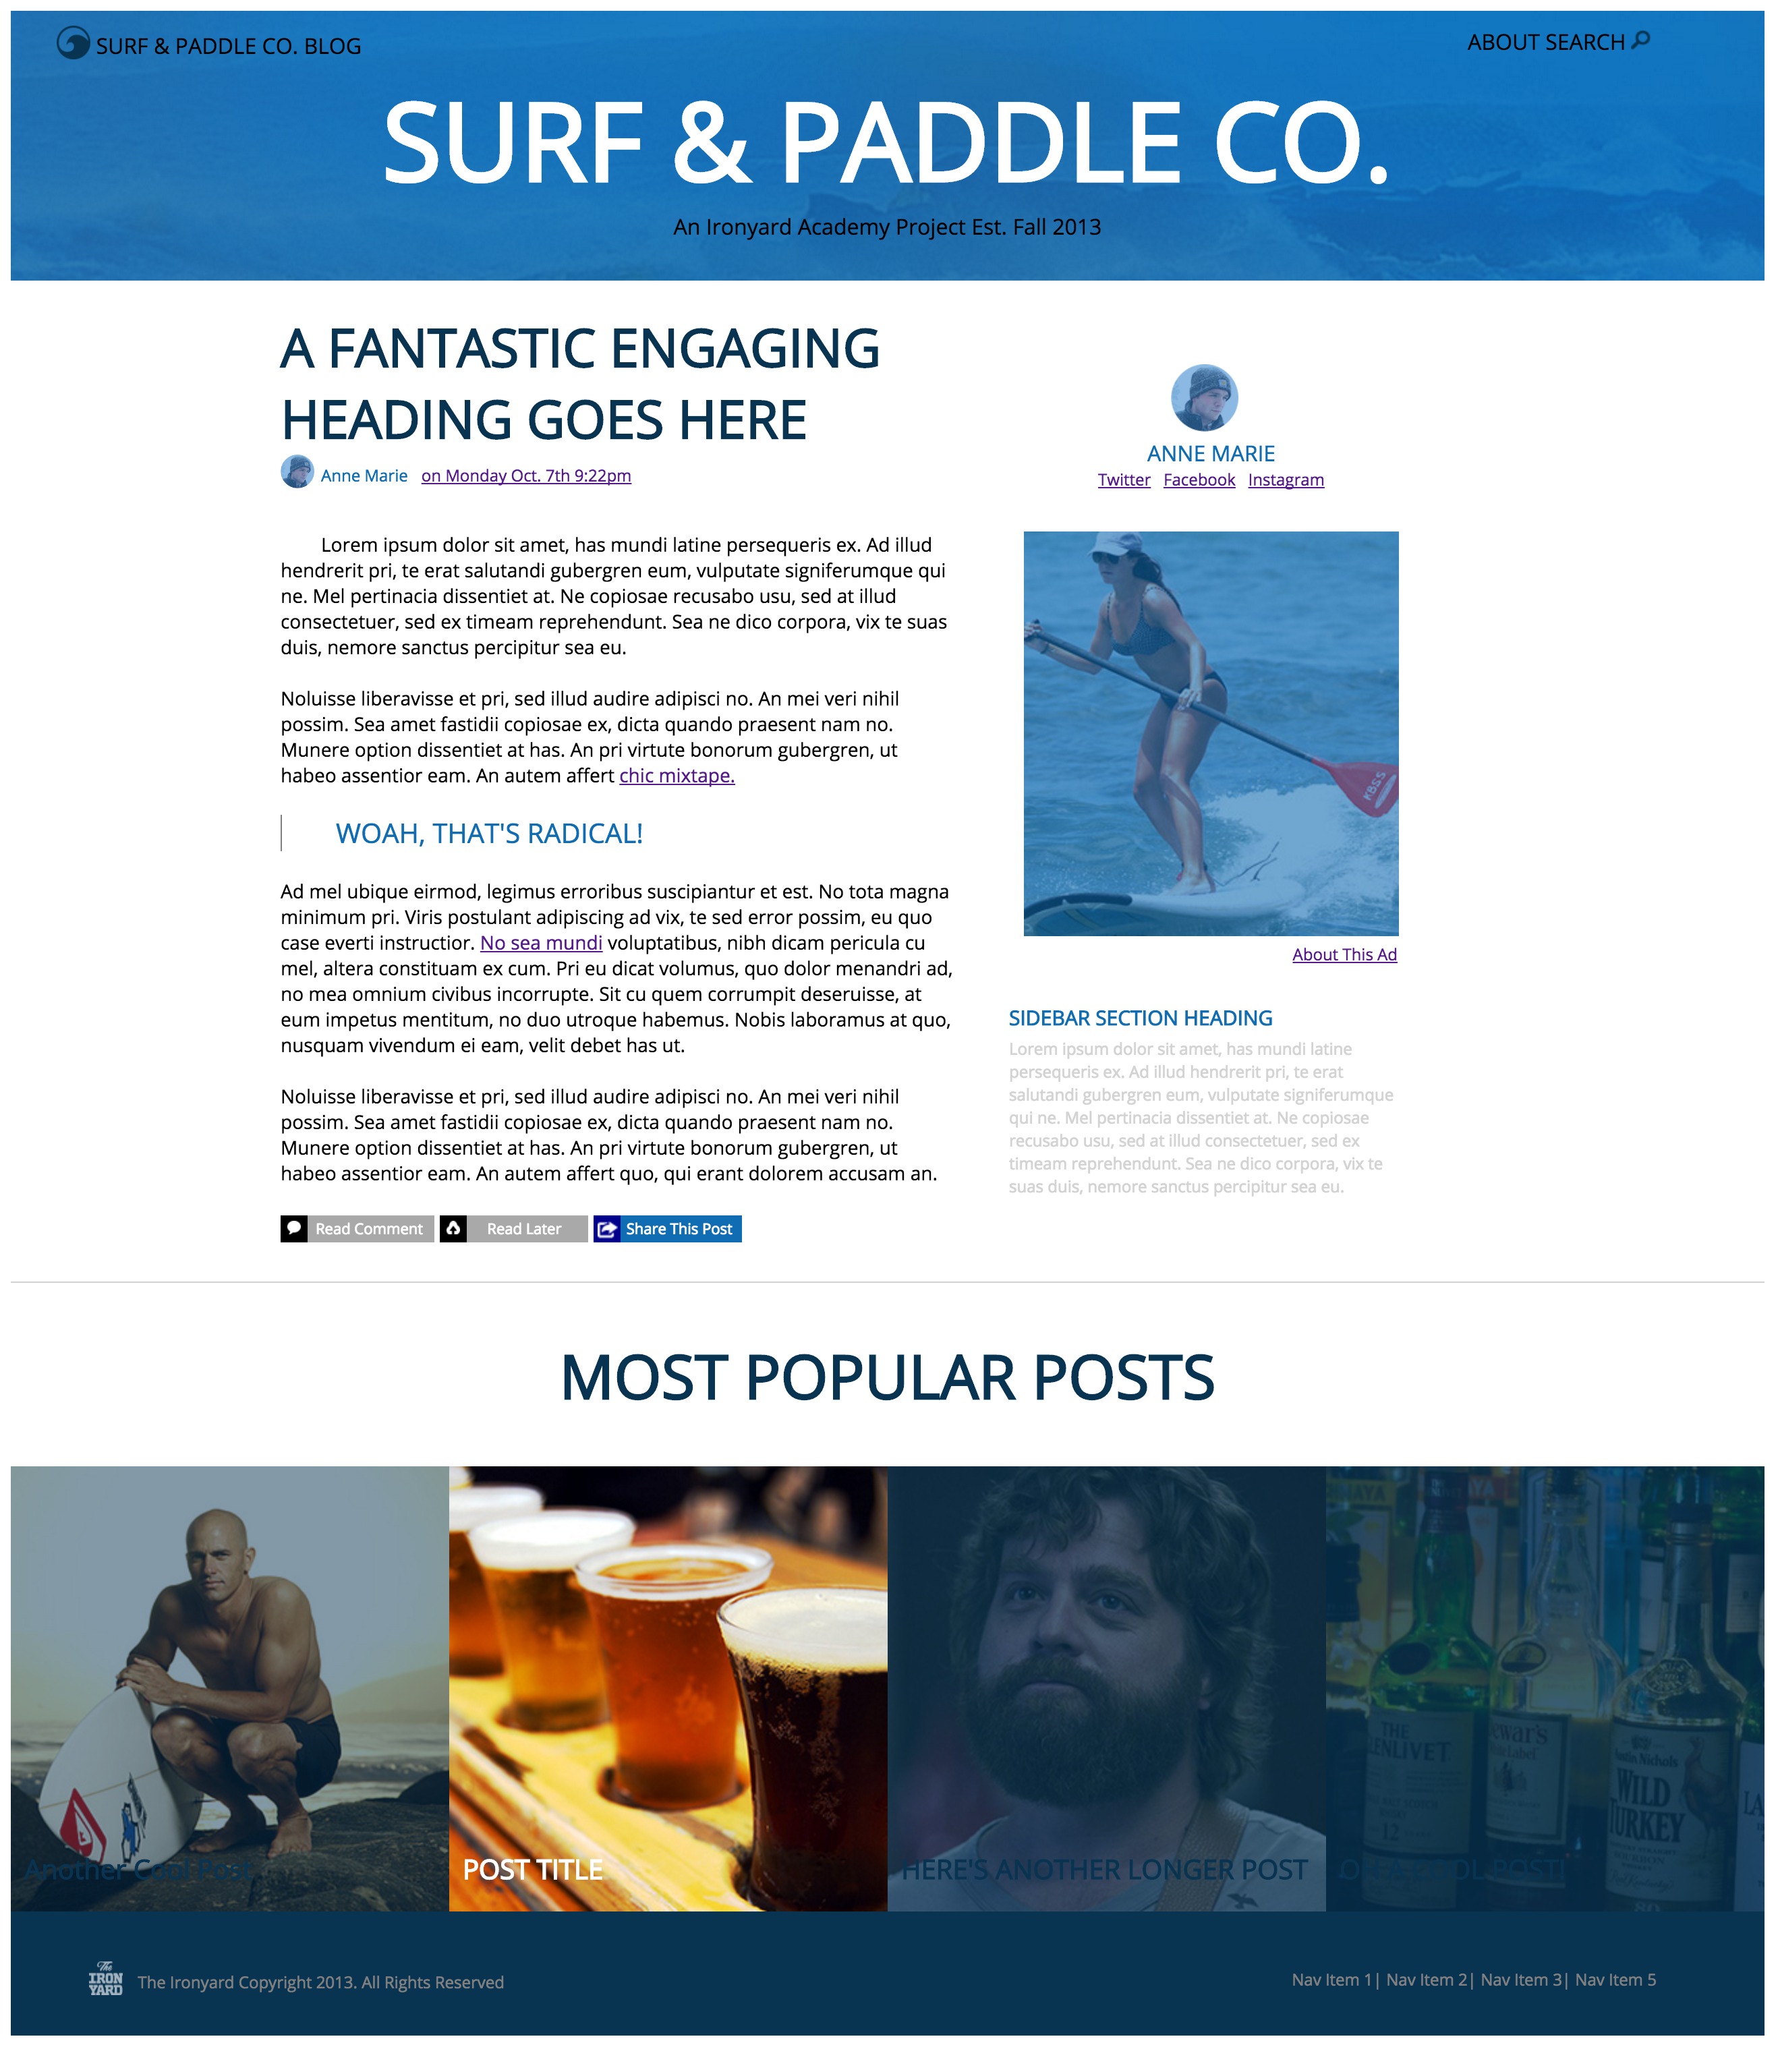 SURF & PADDLE CO. BLOG
ABOUT SEARCH
SURF & PADDLE CO.
An Ironyard Academy Project Est. Fall 2013
A FANTASTIC ENGAGING
HEADING GOES HERE
Anne Marie on Monday Oct. 7th 9:22pm
Lorem ipsum dolor sit amet, has mundi latine persequeris ex. Ad illud
hendrerit pri, te erat salutandi gubergren eum, vulputate signiferumque qui
ne. Mel pertinacia dissentiet at. Ne copiosae recusabo usu, sed at illud
consectetuer, sed ex timeam reprehendunt. Sea ne dico corpora, vix te suas
duis, nemore sanctus percipitur sea eu.
Noluisse liberavisse et pri, sed illud audire adipisci no. An mei veri nihil
possim. Sea amet fastidii copiosae ex, dicta quando praesent nam no.
Munere option dissentiet at has. An pri virtute bonorum gubergren, ut
habeo assentior eam. An autem affert chic mixtape.
WOAH, THAT'S RADICAL!
Ad mel ubique eirmod, legimus erroribus suscipiantur et est. No tota magna
minimum pri. Viris postulant adipiscing ad vix, te sed error possim, eu quo
case everti instructior. No sea mundi voluptatibus, nibh dicam pericula cu
mel, altera constituam ex cum. Pri eu dicat volumus, quo dolor menandri ad,
no mea omnium civibus incorrupte. Sit cu quem corrumpit deseruisse, at
eum impetus mentitum, no duo utroque habemus. Nobis laboramus at quo,
nusquam vivendum ei eam, velit debet has ut.
Noluisse liberavisse et pri, sed illud audire adipisci no. An mei veri nihil
possim. Sea amet fastidii copiosae ex, dicta quando praesent nam no.
Munere option dissentiet at has. An pri virtute bonorum gubergren, ut
habeo assentior eam. An autem affert quo, qui erant dolorem accusam an.
Read Comment
Read Later
Share This Post
ANNE MARIE
Twitter Facebook Instagram
KBSS
About This Ad
SIDEBAR SECTION HEADING
Lorem ipsum dolor sit amet, has mundi latine
persequeris ex. Ad illud hendrerit pri, te erat
salutandi gubergren eum, vulputate signiferumque
qui ne. Mel pertinacia dissentiet at. Ne copiosae
recusabo usu, sed at illud consectetuer, sed ex
timeam reprehendunt. Sea ne dico corpora, vix te
suas duis, nemore sanctus percipitur sea eu.
MOST POPULAR POSTS
Another Cool Post
POST TITLE
HERE'S ANOTHER LONGER POST
POST!
THE
12
Austin Nichols
WILD
TURKEY
80
The
IRON
YARD
The Ironyard Copyright 2013. All Rights Reserved
Nav Item 1| Nav Item 2| Nav Item 3| Nav Item 5